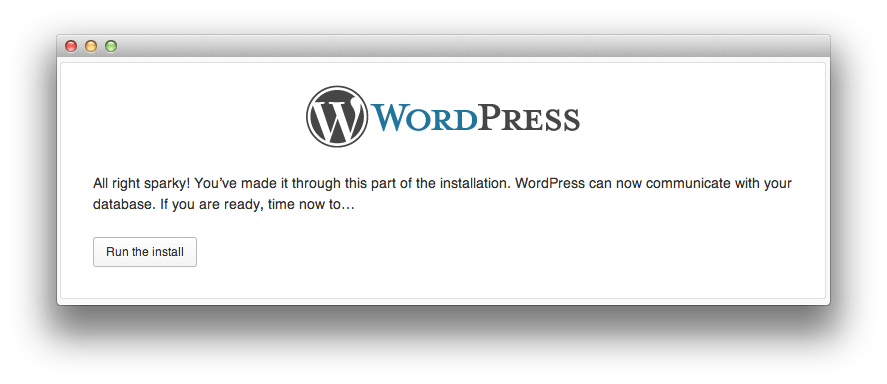 WORDPRESS
All right sparky! You’ve made it through this part of the installation. WordPress can now communicate with your
database. If you are ready, time now to…
Run the install